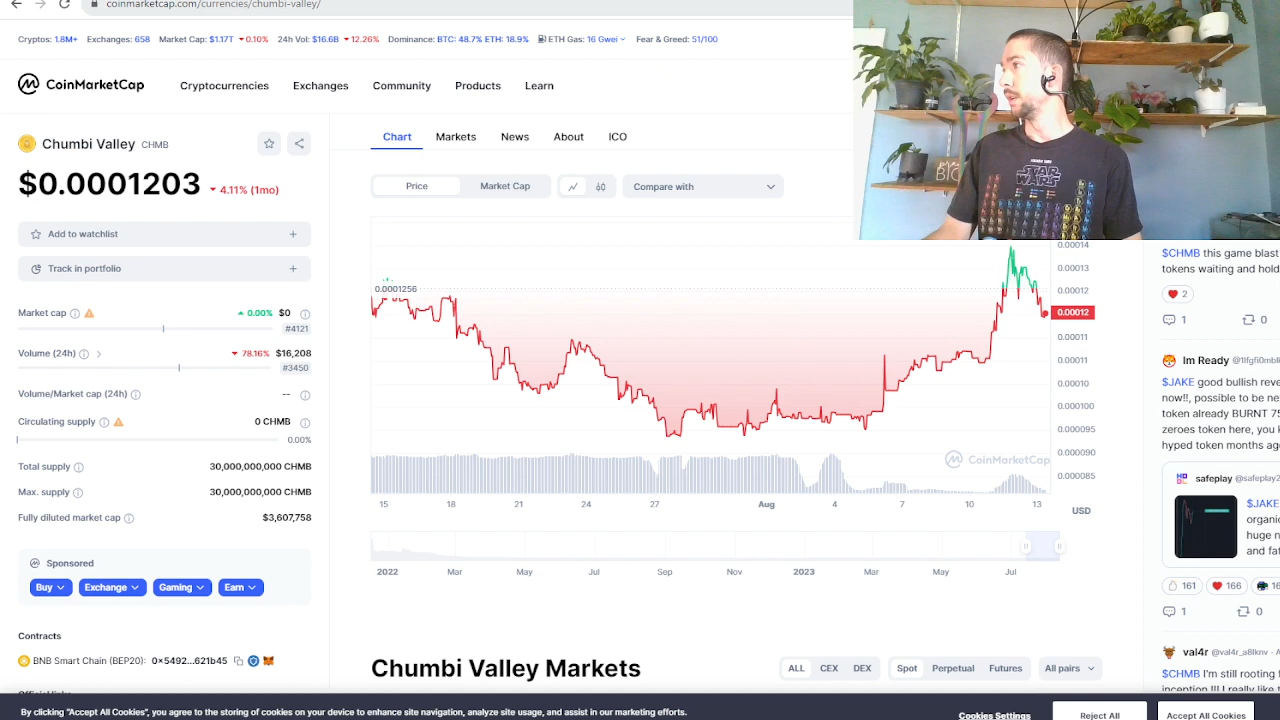 coinmarketcap.com/currencies/chumbi-valley/
Cryptos: 1.8M+ Exchanges: 658 Market Cap: $1.17T 0.10% 24h Vol: $16.6B 12.26% Dominance: BTC: 48.7% ETH: 18.9% ETH Gas: 16 Gwei Fear & Greed: 51/100
CoinMarketCap
Cryptocurrencies Exchanges Community Products Learn
Chumbi Valley CHMB
$0.0001203 4.11% (1mo)
Add to watchlist +
Track in portfolio +
Market cap 0.00% $0
#4121
Volume (24h) 78.16% $16,208
#3450
Volume/Market cap (24h) --
Circulating supply 0 CHMB
0.00%
Total supply 30,000,000,000 CHMB
Max. supply 30,000,000,000 CHMB
Fully diluted market cap $3,607,758
Sponsored
Buy Exchange Gaming Earn
Contracts
BNB Smart Chain (BEP20): 0x5492...621b45
Chart Markets News About ICO
Price Market Cap Compare with
0.0001256
0.00014
0.00013
0.00012
0.00012
0.00011
0.00011
0.00010
0.000100
0.000095
0.000090
0.000085
CoinMarketCap
15 18 21 24 27 Aug 4 7 10 13
USD
2022 Mar May Jul Sep Nov 2023 Mar May Jul
Chumbi Valley Markets
ALL CEX DEX Spot Perpetual Futures All pairs
STAR
WARS
$CHMB this game blast
tokens waiting and hold
2
1 0
Im Ready
$JAKE good bullish reve
now!!, possible to be ne
token already BURNT 75
zeroes token here, you k
hyped token months ag
safeplay @safeplay2
$JAKE
organi
huge n
and fat
161 166 16
1 0
val4r @val4r_a8lknv
$CHMB I'm still rooting f
inception !!! I really like t
By clicking "Accept All Cookies", you agree to the storing of cookies on your device to enhance site navigation, analyze site usage, and assist in our marketing efforts.
Cookies Settings Reject All Accept All Cookies